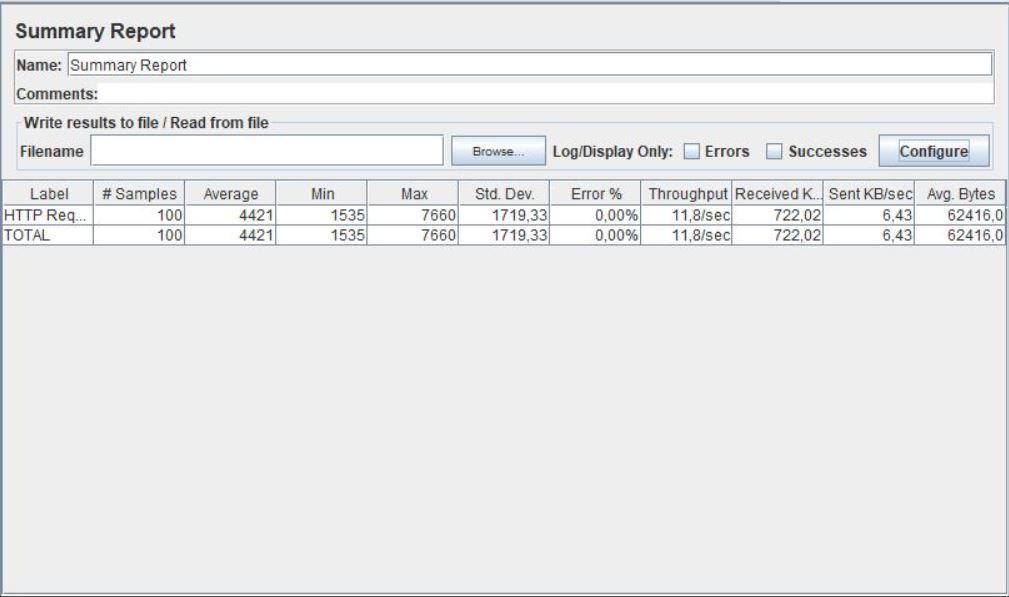 Summary Report
Name: Summary Report
Comments:
Write results to file / Read from file
Filename Browse... Log/Display Only: Errors Successes Configure
Label # Samples Average Min Max Std. Dev. Error % Throughput Received K... Sent KB/sec Avg. Bytes
HTTP Req... 100 4421 1535 7660 1719,33 0,00% 11,8/sec 722,02 6,43 62416,0
TOTAL 100 4421 1535 7660 1719,33 0,00% 11,8/sec 722,02 6,43 62416,0